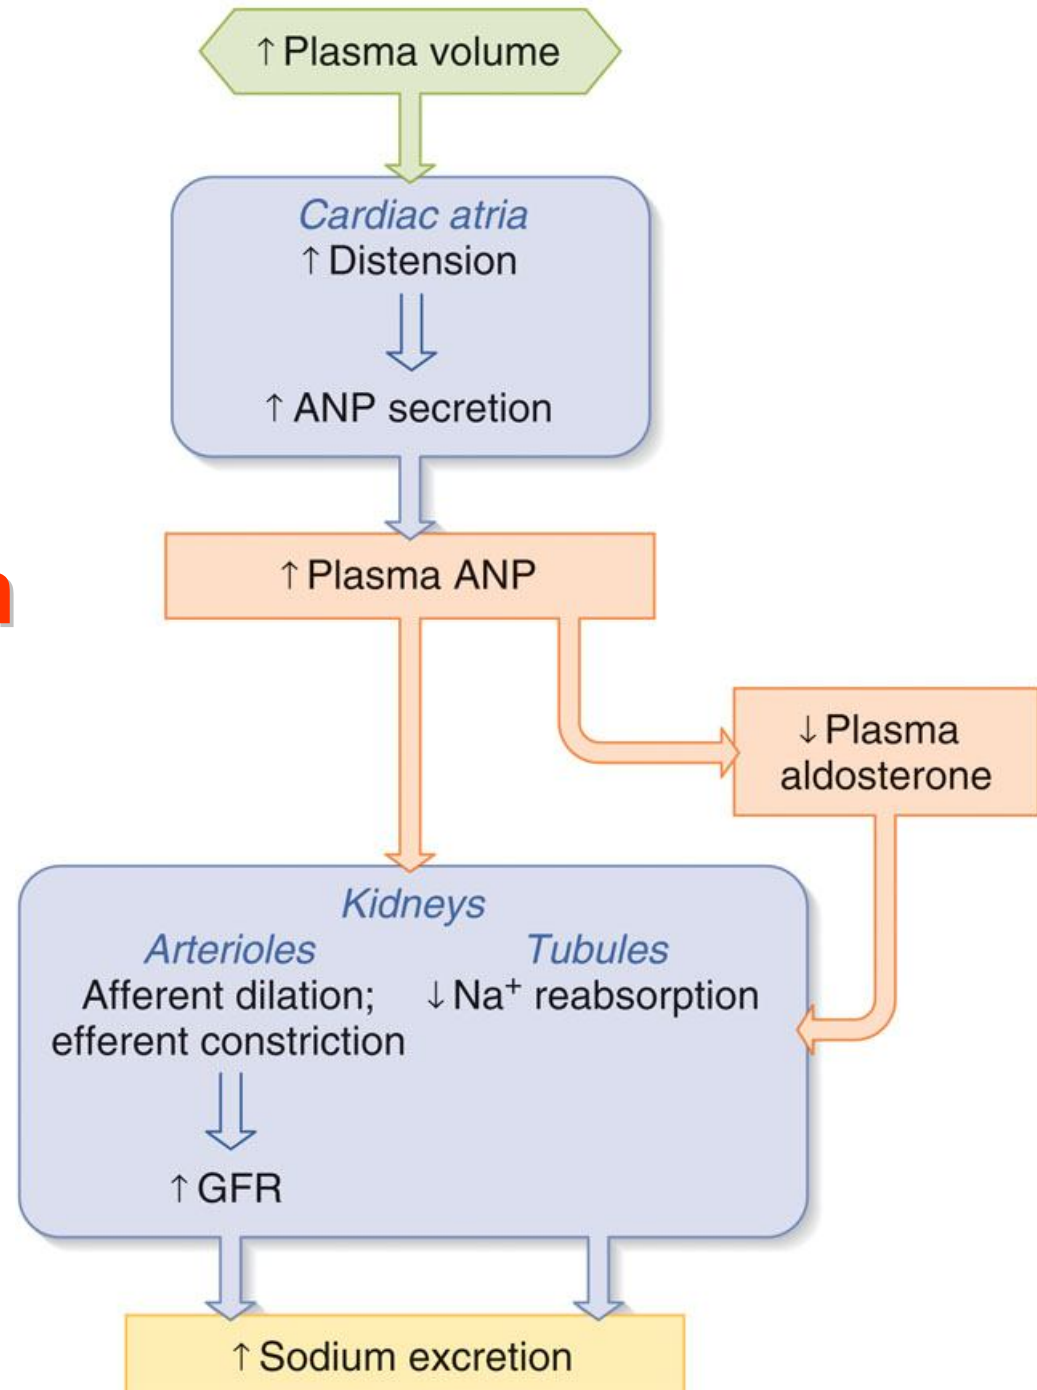 ↑ Plasma volume
Cardiac atria
↑ Distension
↑ ANP secretion
↑ Plasma ANP
↓ Plasma
aldosterone
Kidneys
Arterioles
Afferent dilation;
efferent constriction
↑ GFR
Tubules
↓ Na⁺ reabsorption
↑ Sodium excretion